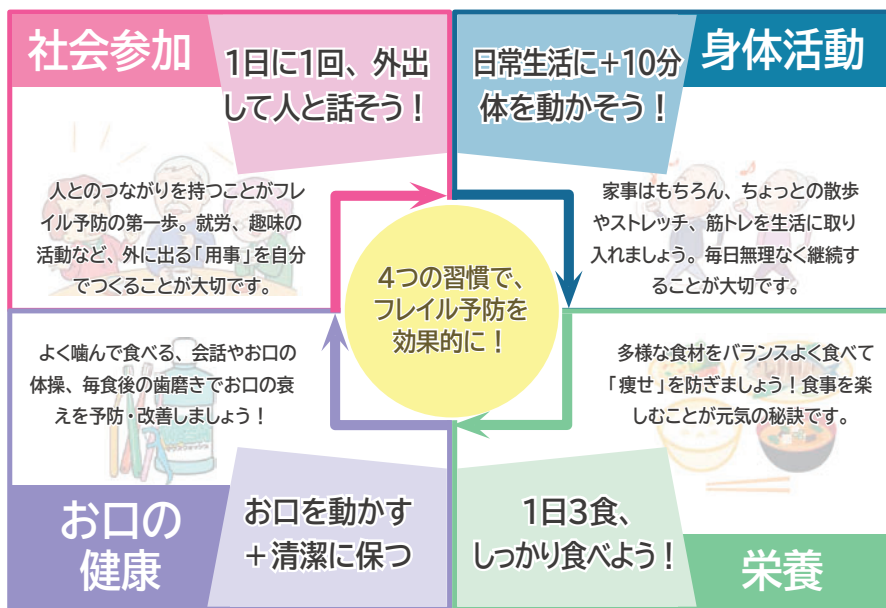 社会参加
1日に1回、外出
して人と話そう！
人とのつながりを持つことがフレ
イル予防の第一歩。就労、趣味の
活動など、外に出る「用事」を自分
でつくることが大切です。
日常生活に＋10分
体を動かそう！
身体活動
家事はもちろん、ちょっとの散歩
やストレッチ、筋トレを生活に取り
入れましょう。毎日無理なく継続す
ることが大切です。
4つの習慣で、
フレイル予防を
効果的に！
よく噛んで食べる、会話やお口の
体操、毎食後の歯磨きでお口の衰
えを予防・改善しましょう！
お口の
健康
お口を動かす
＋清潔に保つ
多様な食材をバランスよく食べて
「痩せ」を防ぎましょう！食事を楽
しむことが元気の秘訣です。
1日3食、
しっかり食べよう！
栄養